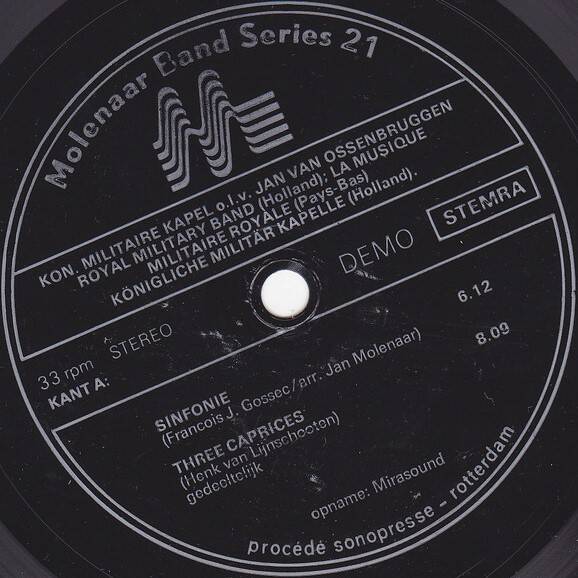 Molenaar Band Series 21
KON. MILITAIRE KAPEL o.l.v. JAN VAN OSSENBRUGGEN
ROYAL MILITARY BAND (Holland); LA MUSIQUE
MILITAIRE ROYALE (Pays-Bas)
KÖNIGLICHE MILITÄR KAPELLE (Holland).
DEMO
STEMRA
33 rpm STEREO
KANT A:
SINFONIE 6.12
(Francois J. Gossec/arr. Jan Molenaar)
THREE CAPRICES 8.09
(Henk van Lijnschooten)
gedeeltelijk
opname: Mirasound
procédé sonopresse - rotterdam